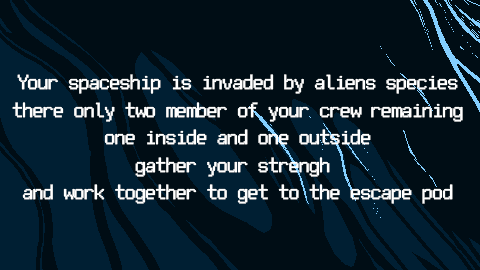 Your spaceship is invaded by aliens species
there only two member of your crew remaining
one inside and one outside
gather your strengh
and work together to get to the escape pod